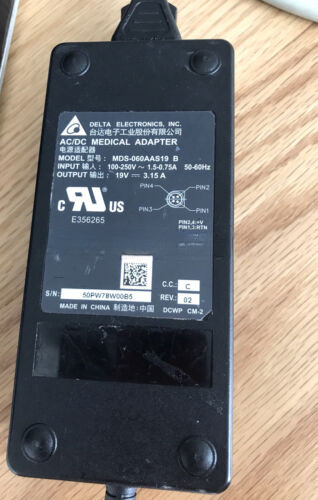 DELTA ELECTRONICS, INC.
台达电子工业股份有限公司
AC/DC MEDICAL ADAPTER
电源适配器
MODEL 型号: MDS-060AAS19 B
INPUT 输入: 100-250V~ 1.5-0.75A 50-60Hz
OUTPUT 输出: 19V⎓ 3.15A
PIN4 PIN2
PIN3 PIN1
C RU US
E356265
PIN2,4:+V
PIN1,3:RTN
C.C.: C
S/N: 50PW78W00B5 REV.: 02
MADE IN CHINA 制造地:中国 DCWP CM-2